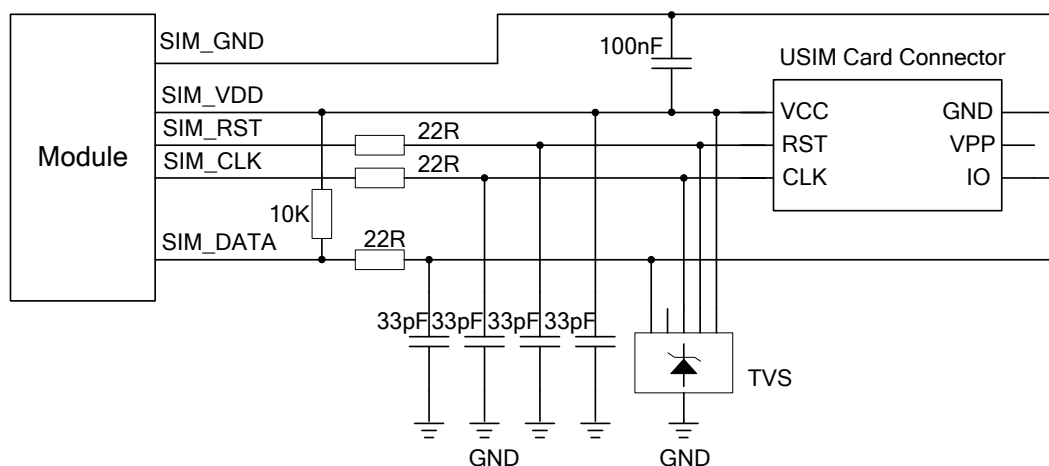 SIM_GND
100nF
USIM Card Connector
SIM_VDD
VCC
GND
SIM_RST
22R
RST
VPP
Module
SIM_CLK
22R
CLK
IO
10K
SIM_DATA
22R
33pF
33pF
33pF
33pF
TVS
GND
GND